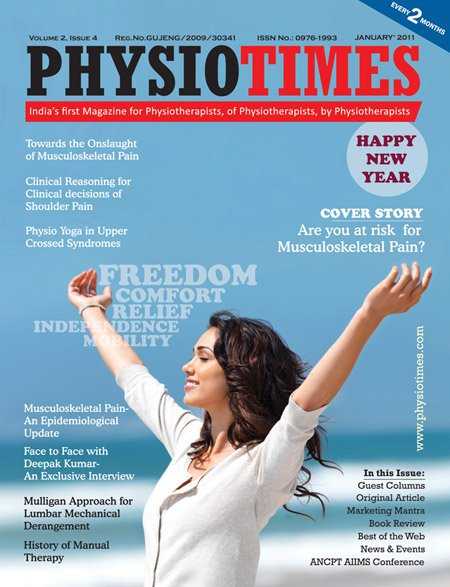 EVERY 2 MONTHS
VOLUME 2, ISSUE 4 REG.NO.GUJENG/2009/30341 ISSN NO.: 0976-1993 JANUARY' 2011
PHYSIOTIMES
India's first Magazine for Physiotherapists, of Physiotherapists, by Physiotherapists
Towards the Onslaught
of Musculoskeletal Pain
Clinical Reasoning for
Clinical decisions of
Shoulder Pain
Physio Yoga in Upper
Crossed Syndromes
HAPPY
NEW
YEAR
COVER STORY
Are you at risk for
Musculoskeletal Pain?
FREEDOM
COMFORT
RELIEF
INDEPENDENCE
MOBILITY
www.physiotimes.com
Musculoskeletal Pain-
An Epidemiological
Update
Face to Face with
Deepak Kumar-
An Exclusive Interview
Mulligan Approach for
Lumbar Mechanical
Derangement
History of Manual
Therapy
In this Issue:
Guest Columns
Original Article
Marketing Mantra
Book Review
Best of the Web
News & Events
ANCPT AIIMS Conference